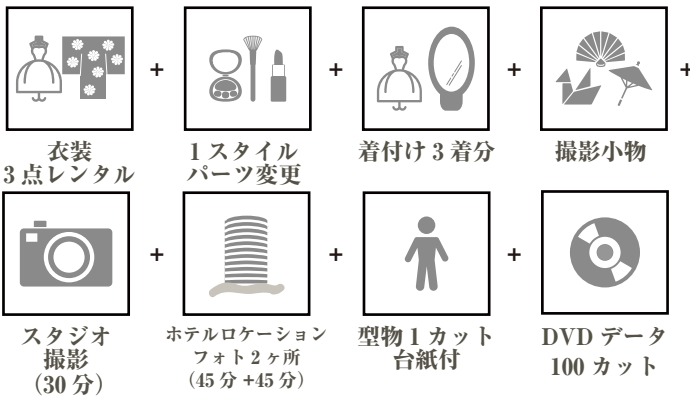 衣装
3点レンタル
+
1スタイル
パーツ変更
+
着付け3着分
+
撮影小物
+
スタジオ
撮影
（30分）
+
ホテルロケーション
フォト2ヶ所
（45分+45分）
+
型物1カット
台紙付
+
DVDデータ
100カット